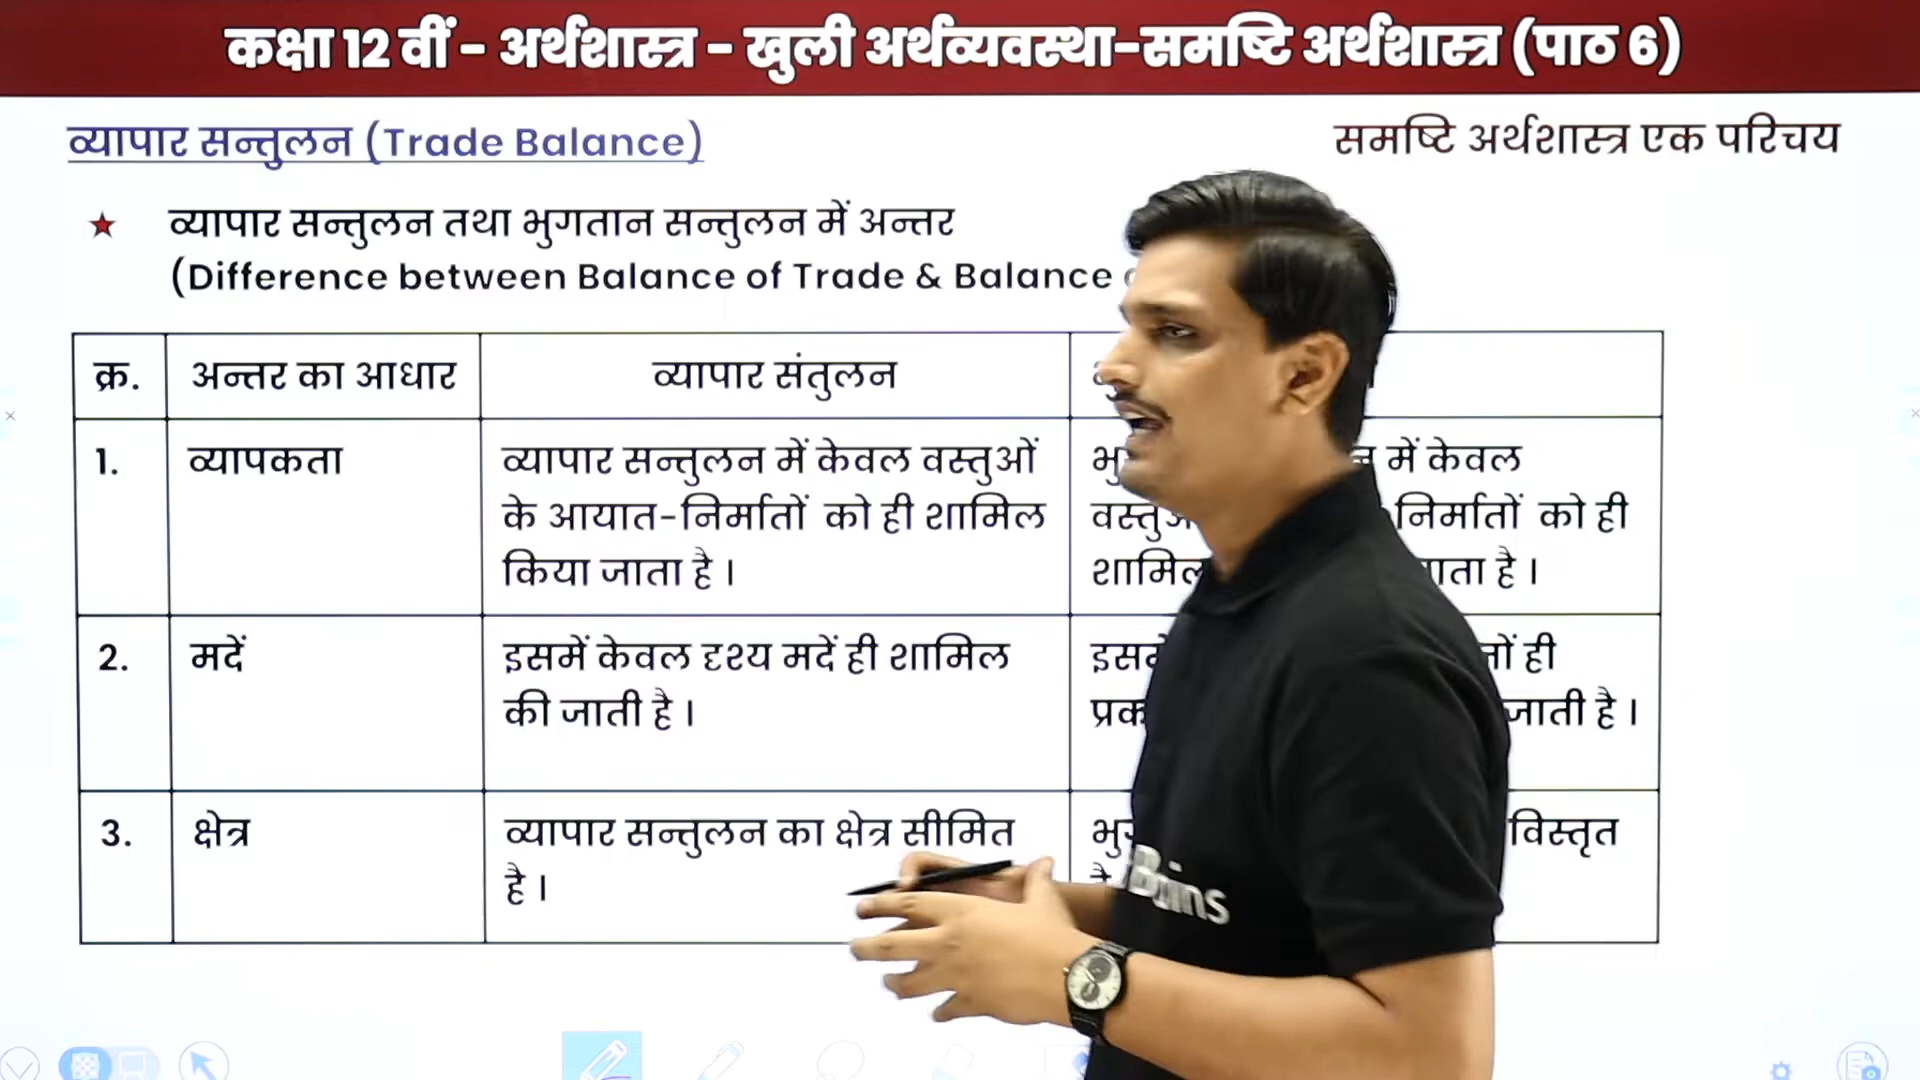 कक्षा 12 वीं - अर्थशास्त्र - खुली अर्थव्यवस्था-समष्टि अर्थशास्त्र (पाठ 6)
व्यापार सन्तुलन (Trade Balance)
समष्टि अर्थशास्त्र एक परिचय
★ व्यापार सन्तुलन तथा भुगतान सन्तुलन में अन्तर
(Difference between Balance of Trade & Balance
क्र. अन्तर का आधार व्यापार संतुलन
1. व्यापकता
व्यापार सन्तुलन में केवल वस्तुओं
के आयात-निर्मातों को ही शामिल
किया जाता है ।
में केवल
निर्मातों को ही
शामिल है ।
2. मदें
इसमें केवल दृश्य मदें ही शामिल
की जाती है ।
ही
जाती है ।
3. क्षेत्र
व्यापार सन्तुलन का क्षेत्र सीमित
है ।
विस्तृत